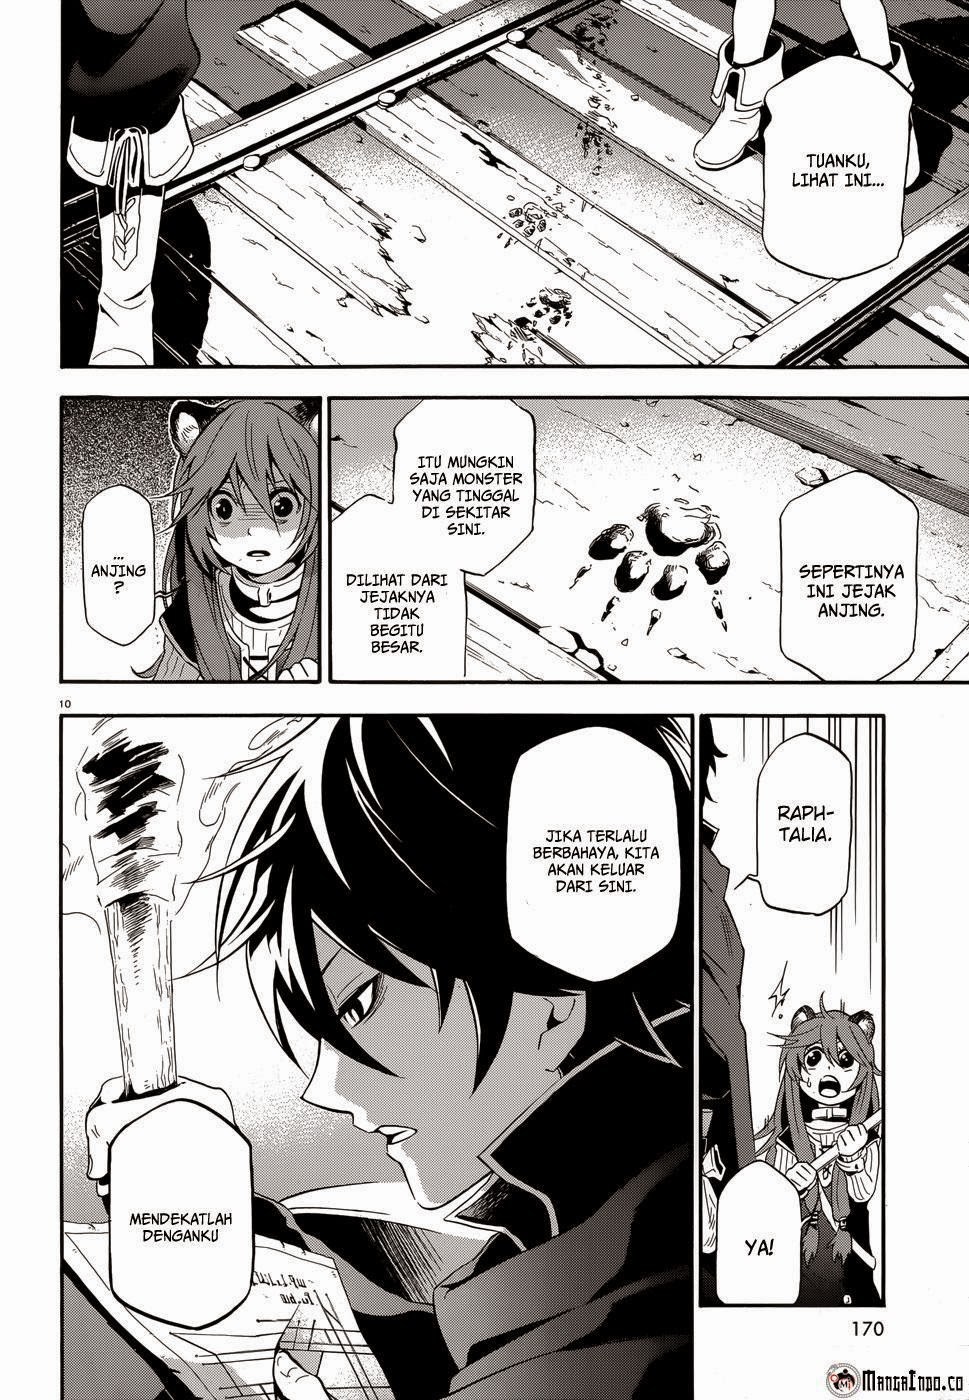 TUANKU,
LIHAT INI...
SEPERTINYA
INI JEJAK
ANJING.
ITU MUNGKIN
SAJA MONSTER
YANG TINGGAL
DI SEKITAR
SINI.
DILIHAT DARI
JEJAKNYA
TIDAK
BEGITU
BESAR.
...
ANJING
?
10
RAPH-
TALIA.
YA!
JIKA TERLALU
BERBAHAYA, KITA
AKAN KELUAR
DARI SINI.
MENDEKATLAH
DENGANKU
170
MANGAINDO.CO